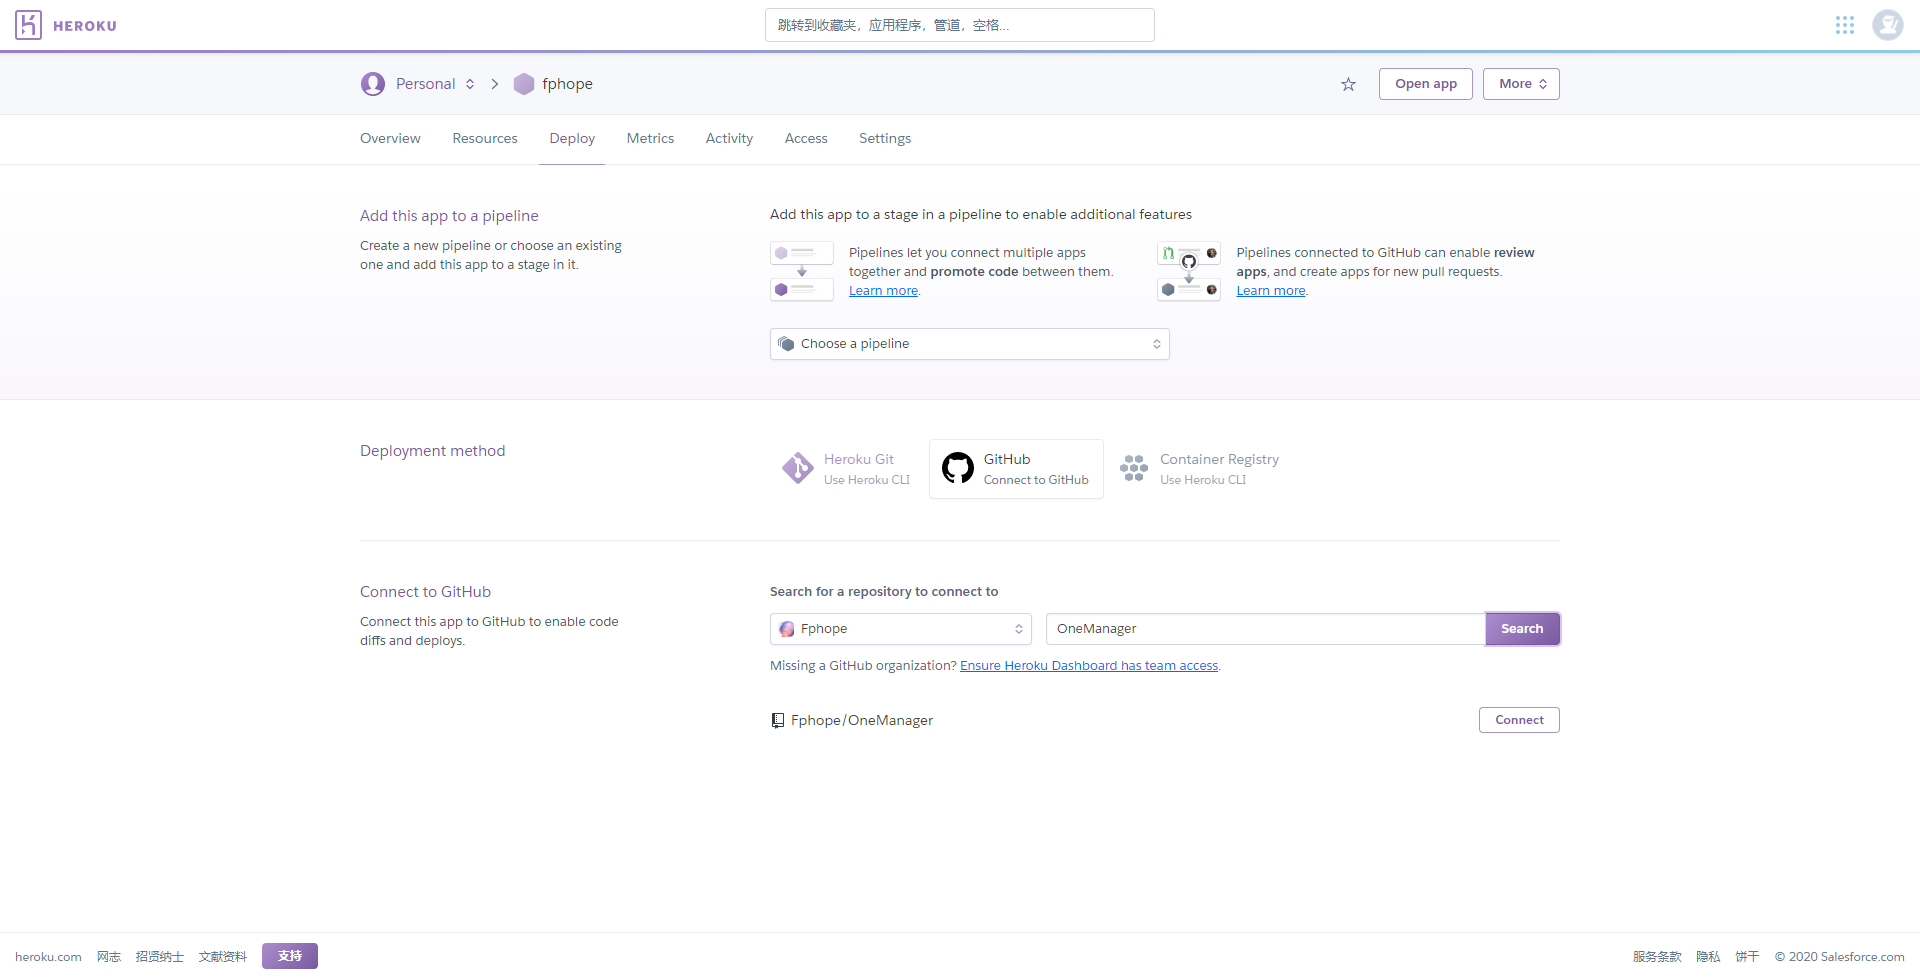 HEROKU
跳转到收藏夹，应用程序，管道，空格...
Personal
fphope
Open app
More
Overview
Resources
Deploy
Metrics
Activity
Access
Settings
Add this app to a pipeline
Create a new pipeline or choose an existing
one and add this app to a stage in it.
Add this app to a stage in a pipeline to enable additional features
Pipelines let you connect multiple apps
together and promote code between them.
Learn more.
Pipelines connected to GitHub can enable review
apps, and create apps for new pull requests.
Learn more.
Choose a pipeline
Deployment method
Heroku Git
Use Heroku CLI
GitHub
Connect to GitHub
Container Registry
Use Heroku CLI
Connect to GitHub
Connect this app to GitHub to enable code
diffs and deploys.
Search for a repository to connect to
Fphope
OneManager
Search
Missing a GitHub organization? Ensure Heroku Dashboard has team access.
Fphope/OneManager
Connect
heroku.com
网志
招贤纳士
文献资料
支持
服务条款
隐私
饼干
© 2020 Salesforce.com